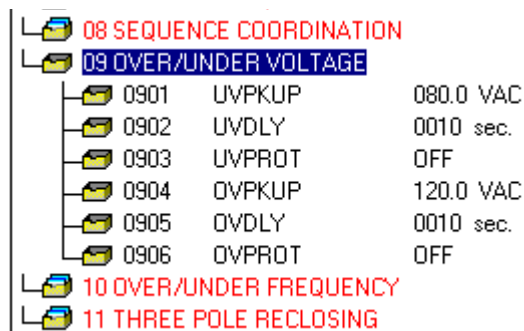 08 SEQUENCE COORDINATION
09 OVER/UNDER VOLTAGE
0901 UVPKUP 080.0 VAC
0902 UVDLY 0010 sec.
0903 UVPROT OFF
0904 OVPKUP 120.0 VAC
0905 OVDLY 0010 sec.
0906 OVPROT OFF
10 OVER/UNDER FREQUENCY
11 THREE POLE RECLOSING